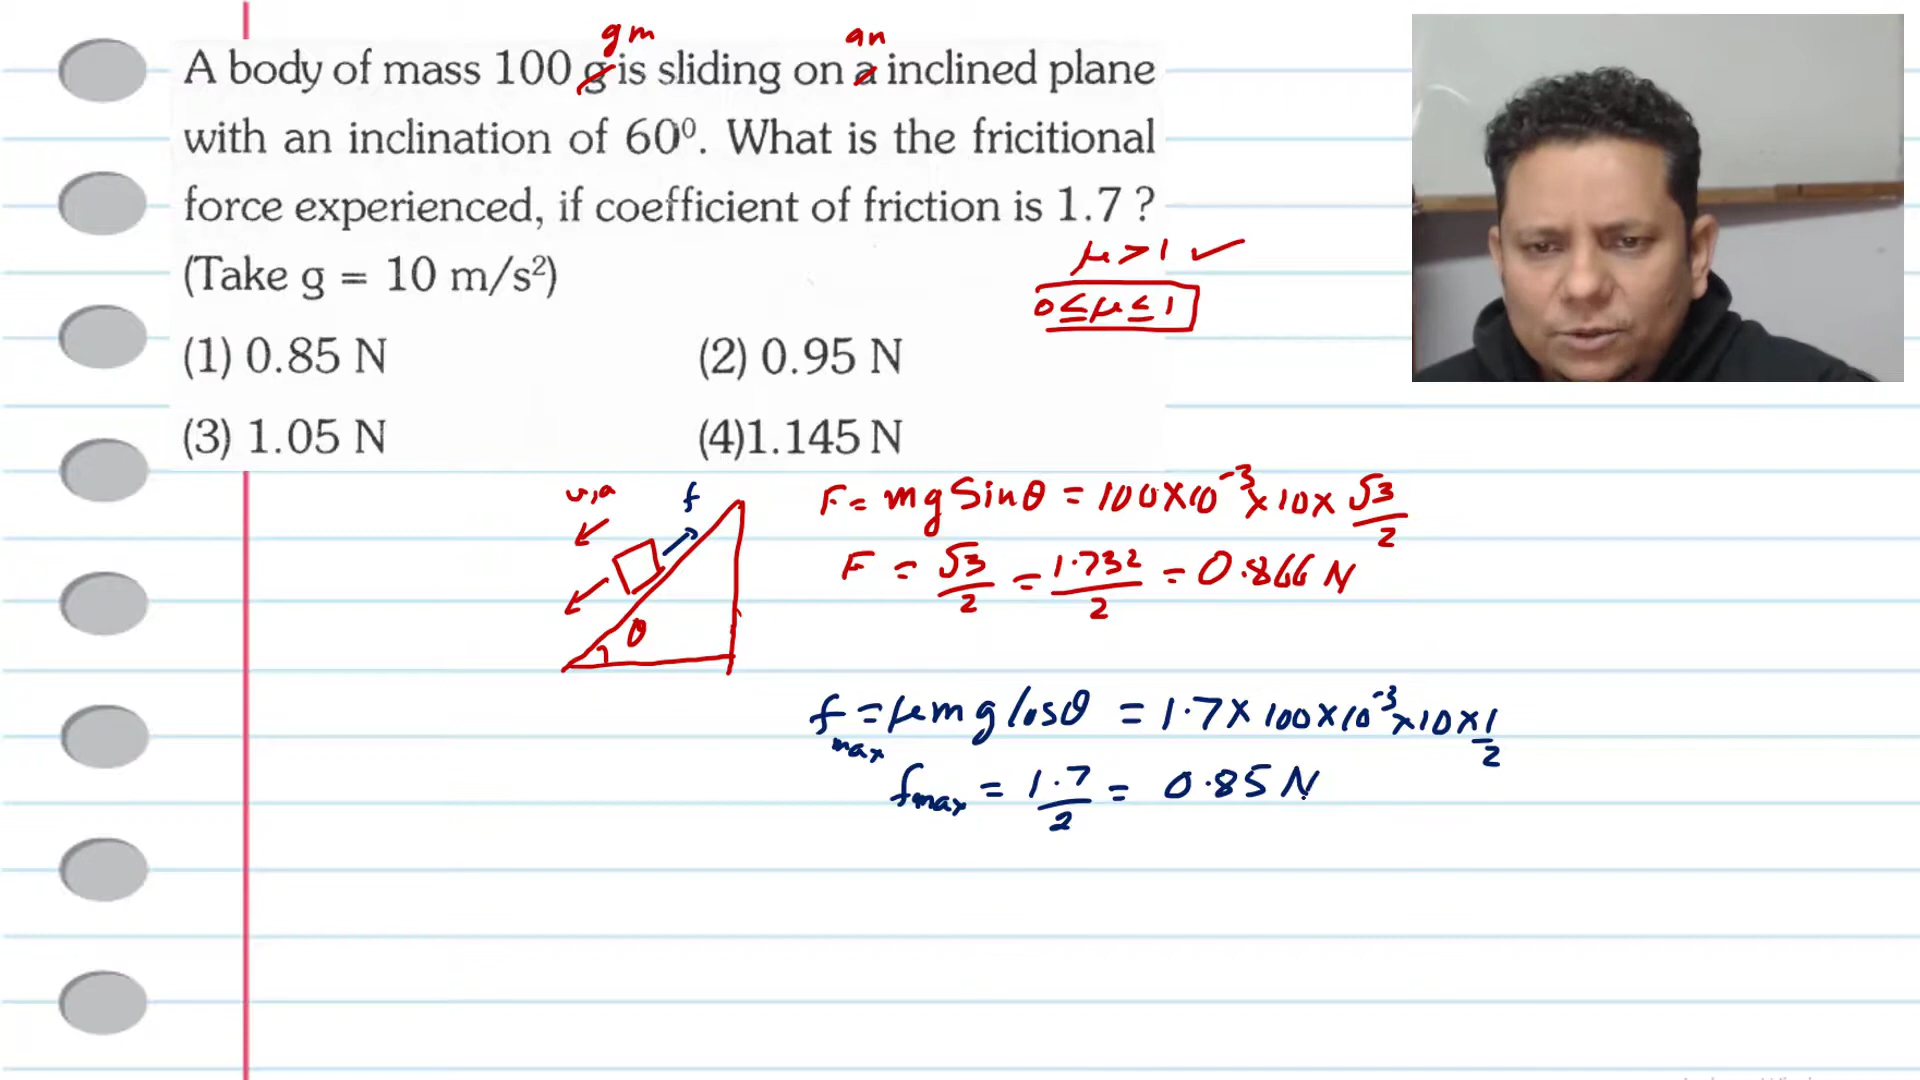 gm an
A body of mass 100 g is sliding on a inclined plane
with an inclination of 60⁰. What is the fricitional
force experienced, if coefficient of friction is 1.7 ?
(Take g = 10 m/s²)
μ > 1 ✓
0 ≤ μ ≤ 1
(1) 0.85 N (2) 0.95 N
(3) 1.05 N (4)1.145 N
v,a f
θ
F = mg Sinθ = 100×10⁻³×10×√3/2
F = √3/2 = 1.732/2 = 0.866 N
f max = μmg Cosθ = 1.7×100×10⁻³×10×1/2
fmax = 1.7/2 = 0.85 N